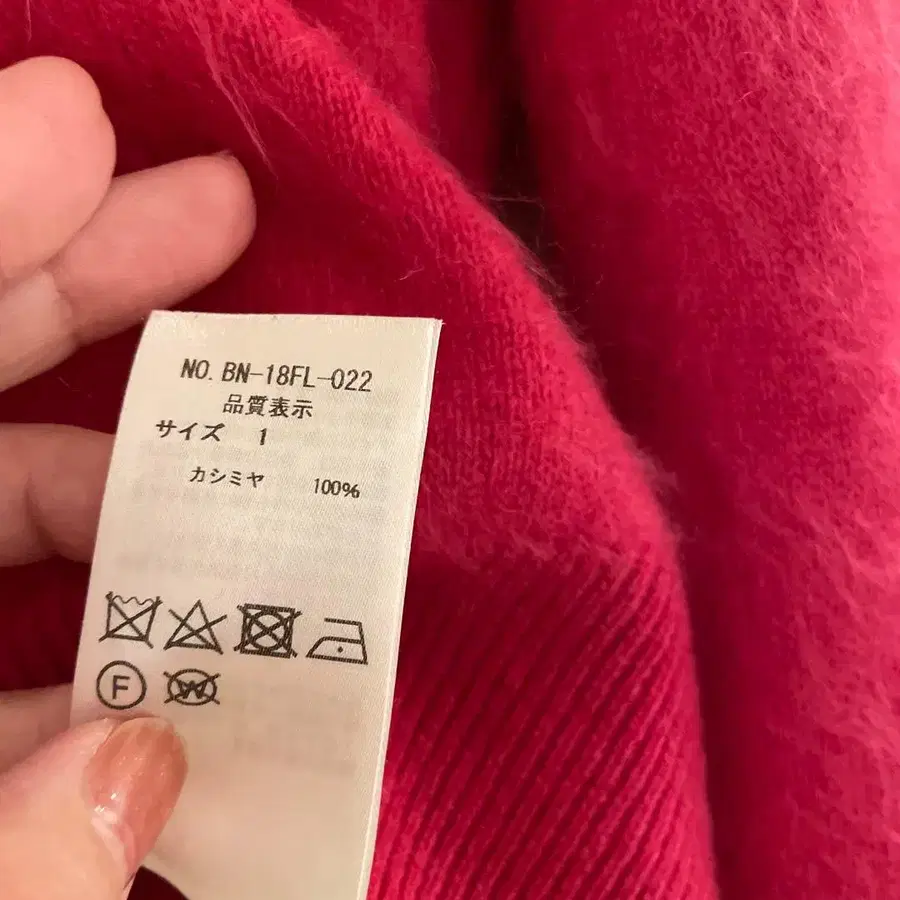 NO. BN-18FL-022
品質表示
サイズ 1
カシミヤ 100%
F
W